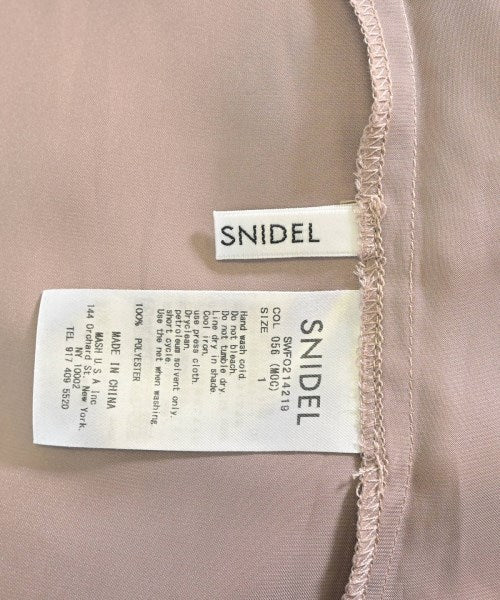 SNIDEL
SNIDEL
SWFO214219
COL 056 (MOC)
SIZE 1
Hand wash cold.
Do not bleach.
Do not tumble dry.
Line dry in shade
Cool iron.
use press cloth.
Dryclean.
petroleum solvent only.
short cycle.
Use the net when washing.
100% POLYESTER
MADE IN CHINA
MASH U S A Inc
144 Orchard St. New York.
NY 10002
TEL 917 409 5520